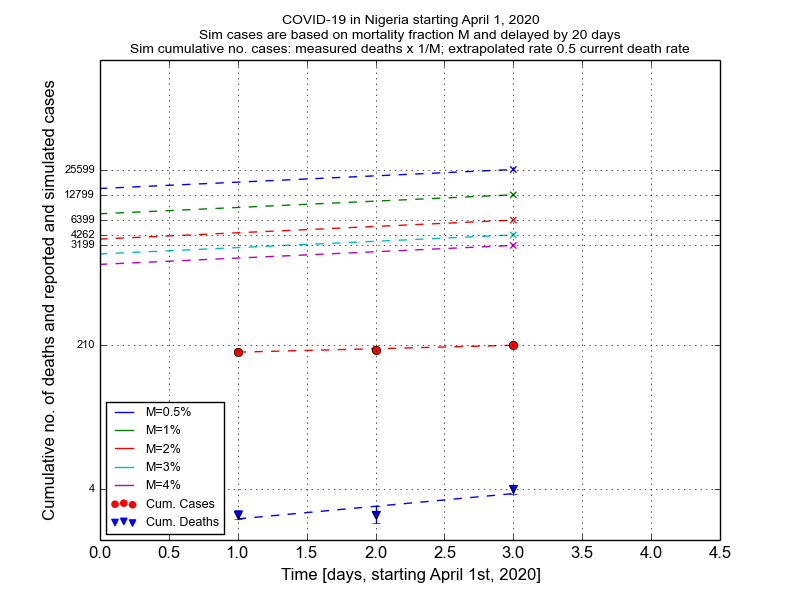 COVID-19 in Nigeria starting April 1, 2020
Sim cases are based on mortality fraction M and delayed by 20 days
Sim cumulative no. cases: measured deaths x 1/M; extrapolated rate 0.5 current death rate
Cumulative no. of deaths and reported and simulated cases
25599
12799
6399
4262
3199
210
4
M=0.5%
M=1%
M=2%
M=3%
M=4%
Cum. Cases
Cum. Deaths
0.0 0.5 1.0 1.5 2.0 2.5 3.0 3.5 4.0 4.5
Time [days, starting April 1st, 2020]